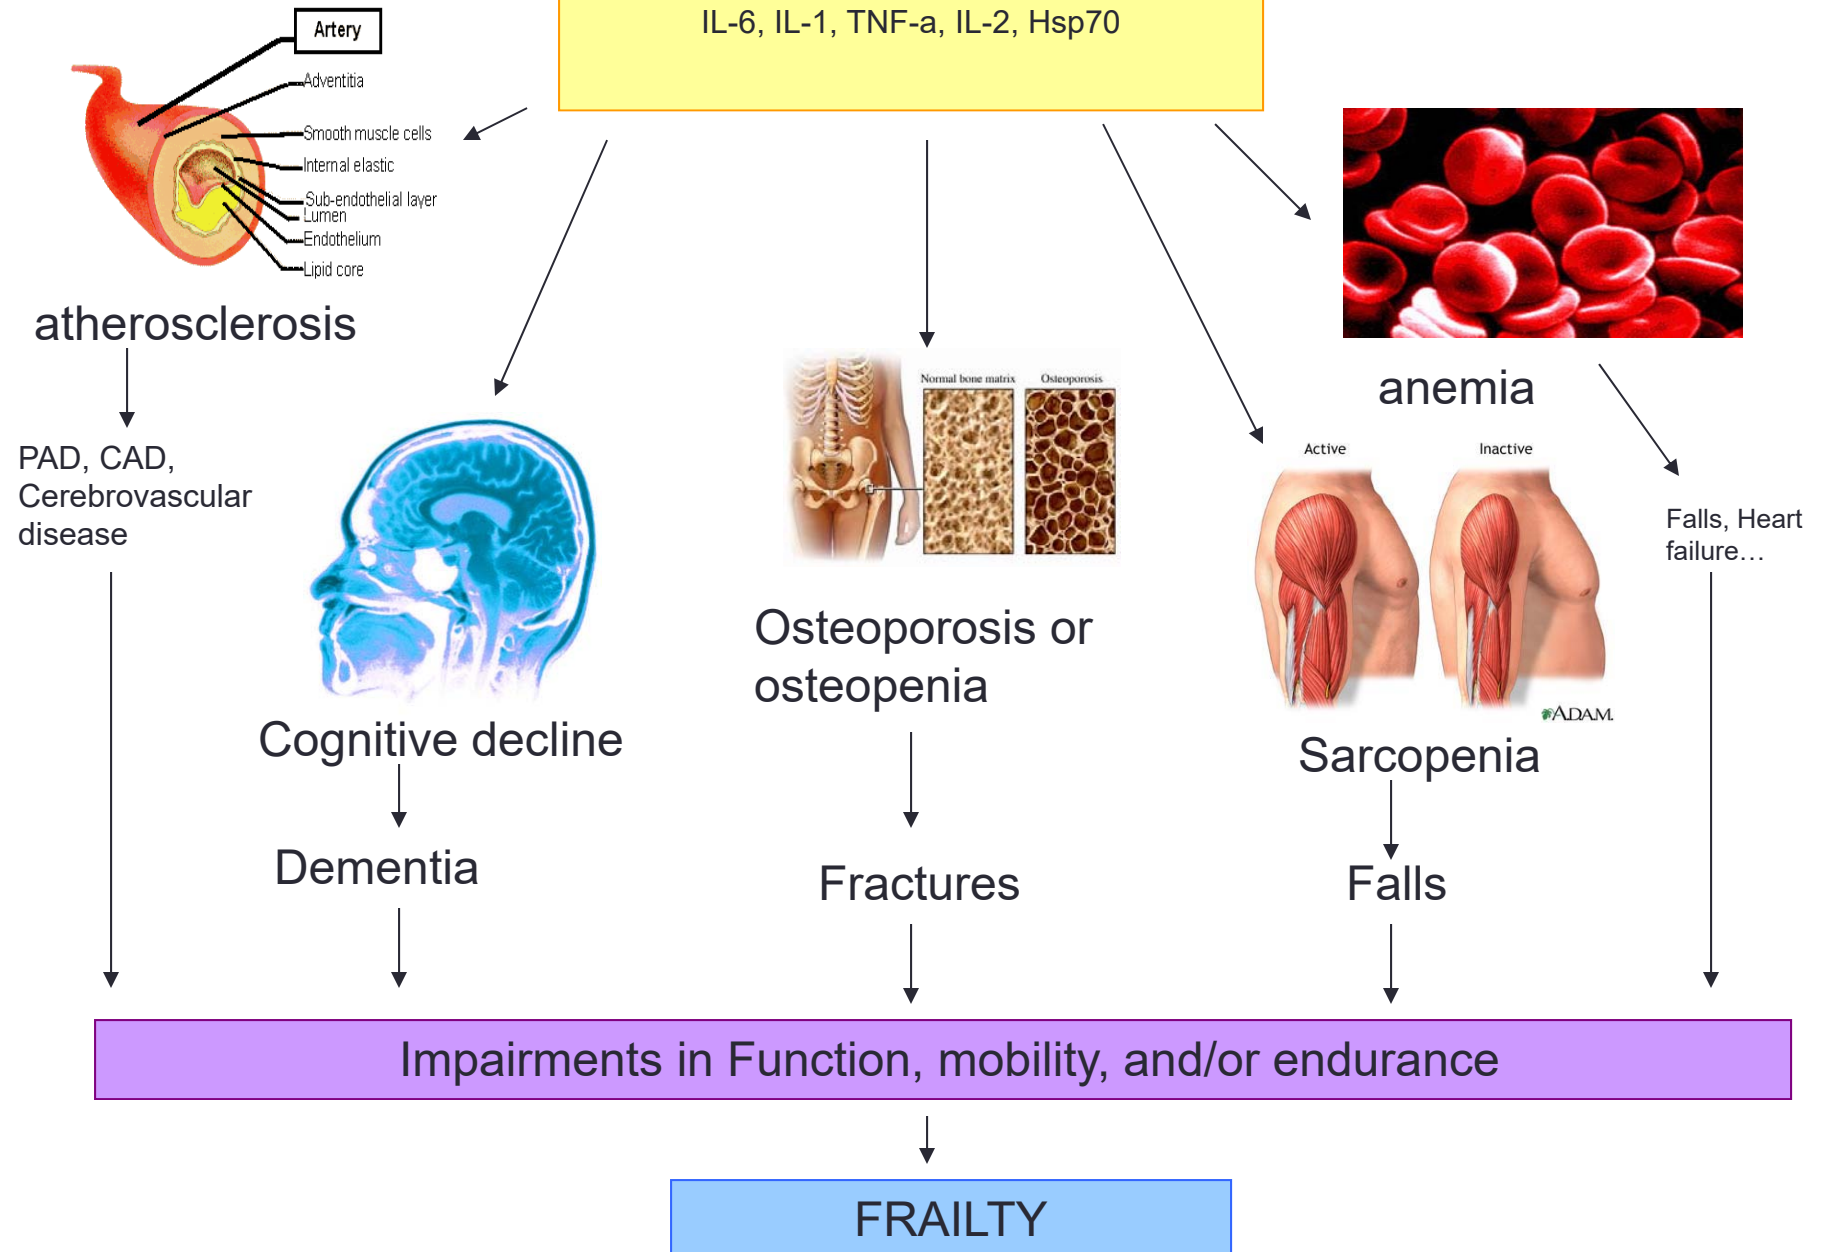 IL-6, IL-1, TNF-a, IL-2, Hsp70
Artery
Adventitia
Smooth muscle cells
Internal elastic
Sub-endothelial layer
Lumen
Endothelium
Lipid core
atherosclerosis
PAD, CAD,
Cerebrovascular
disease
Cognitive decline
Dementia
Normal bone matrix
Osteoporosis
Osteoporosis or
osteopenia
Fractures
Active
Inactive
ADAM.
Sarcopenia
Falls
anemia
Falls, Heart
failure…
Impairments in Function, mobility, and/or endurance
FRAILTY